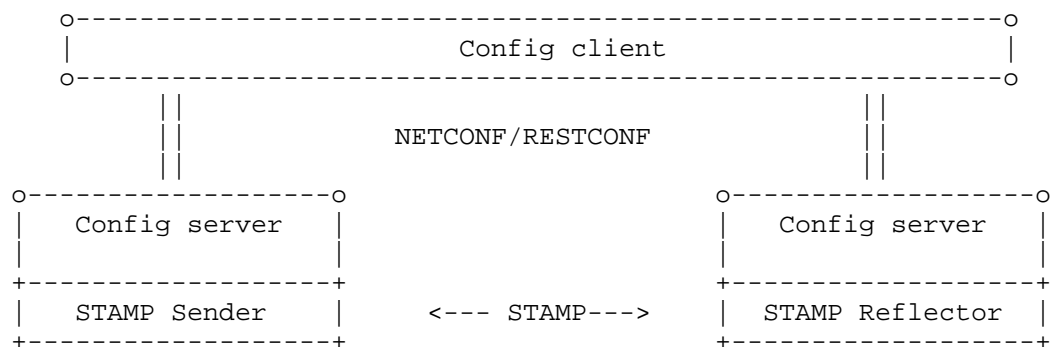 Config client
NETCONF/RESTCONF
Config server Config server
STAMP Sender <--- STAMP---> STAMP Reflector